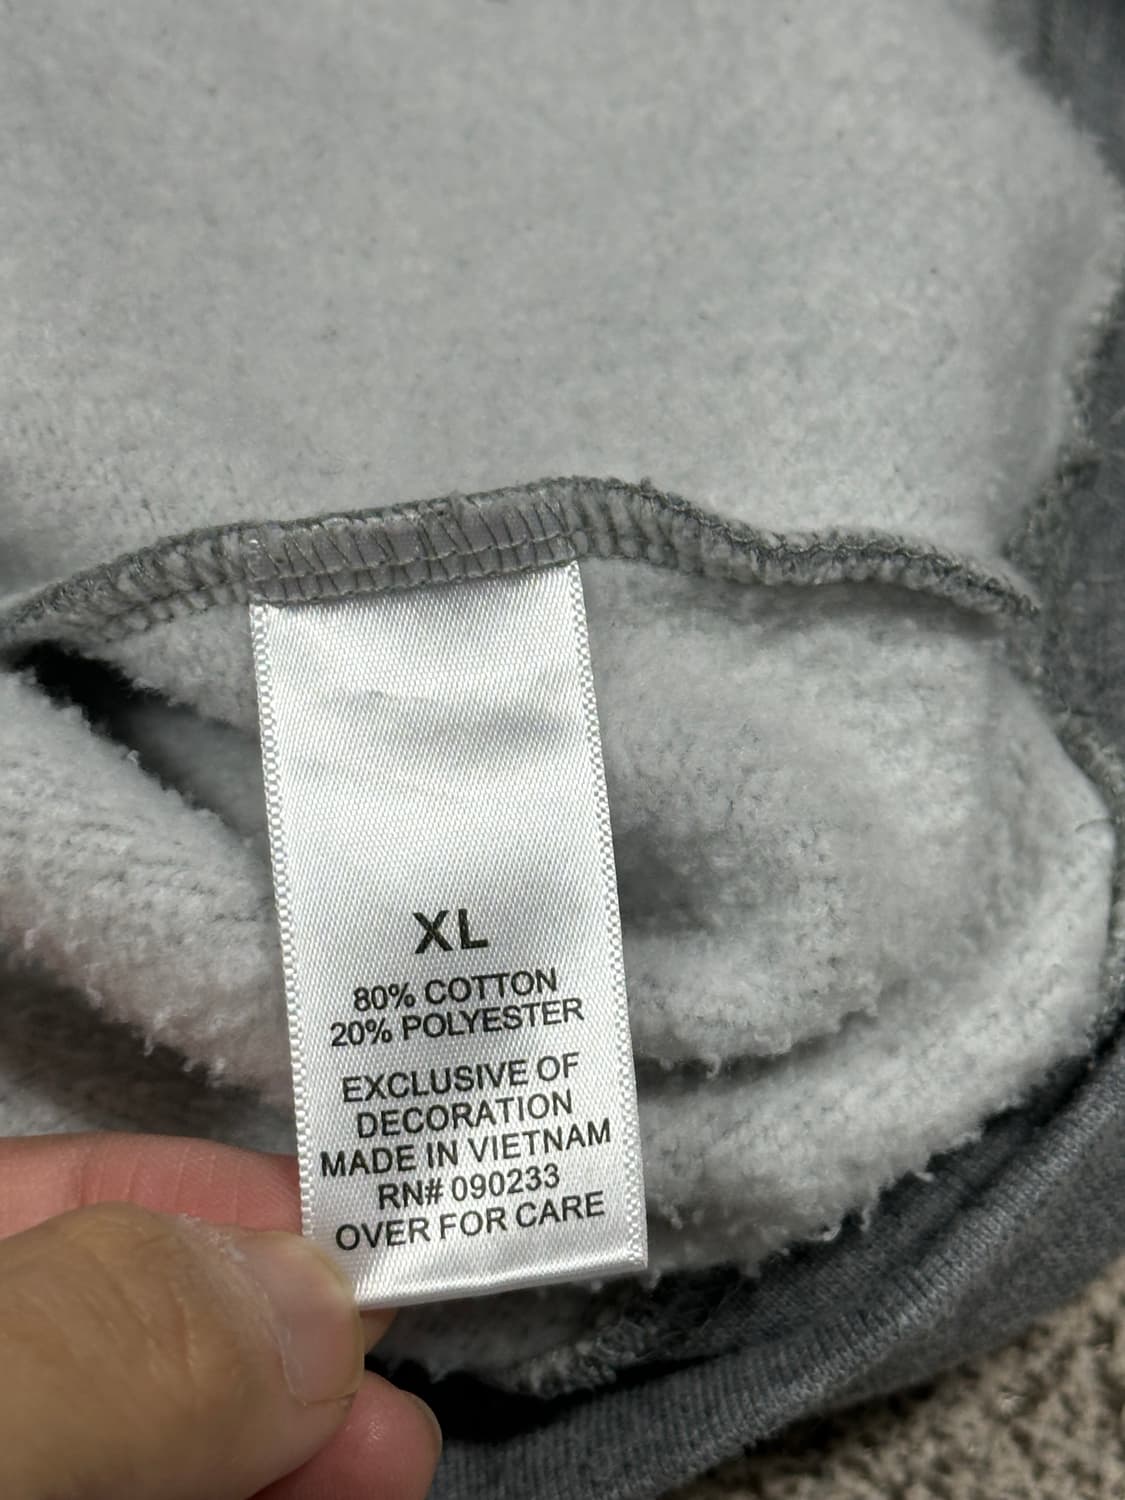 XL
80% COTTON
20% POLYESTER
EXCLUSIVE OF
DECORATION
MADE IN VIETNAM
RN# 090233
OVER FOR CARE